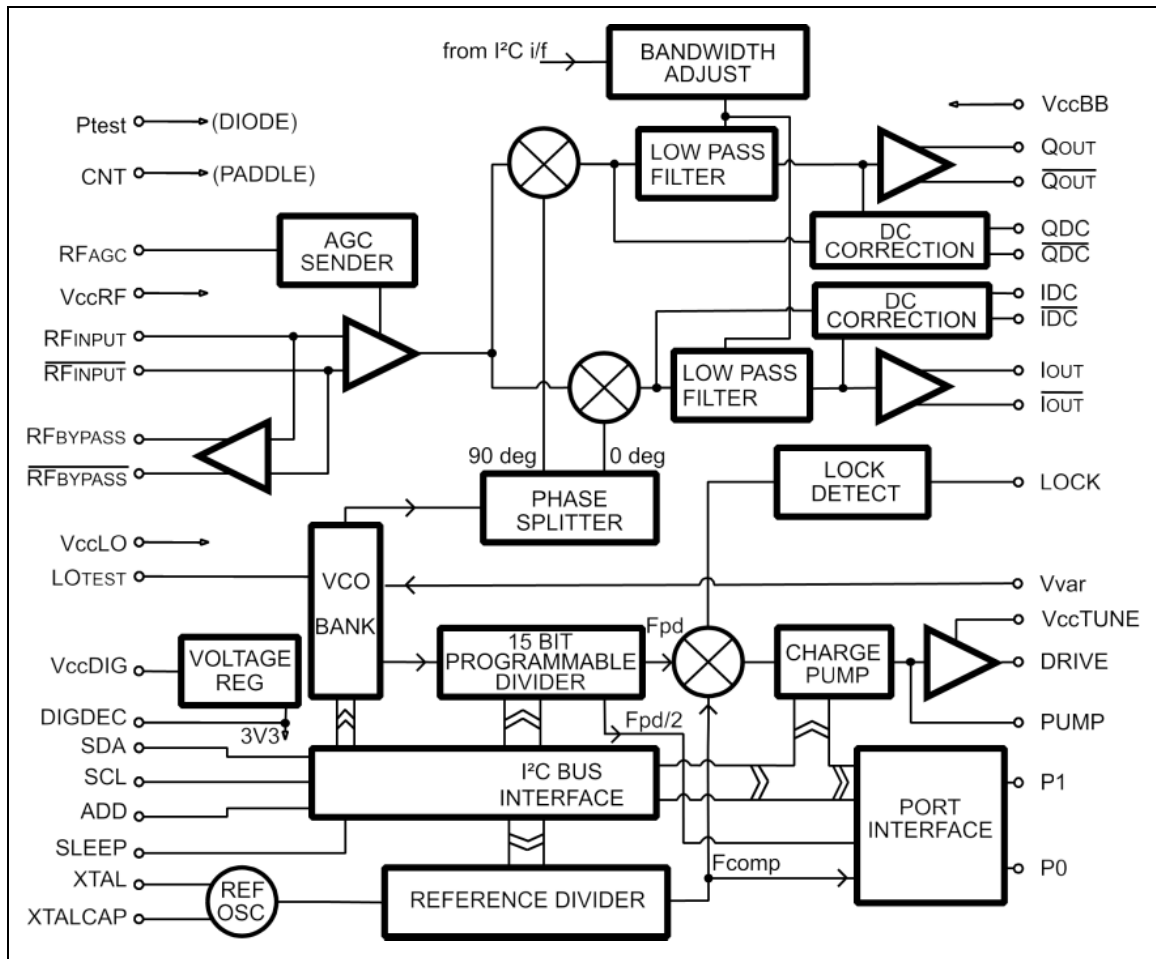 from I²C i/f
BANDWIDTH
ADJUST
VccBB
Ptest
(DIODE)
CNT
(PADDLE)
LOW PASS
FILTER
QOUT
QOUT
RFAGC
AGC
SENDER
DC
CORRECTION
QDC
QDC
VccRF
DC
CORRECTION
IDC
IDC
RFINPUT
RFINPUT
LOW PASS
FILTER
IOUT
IOUT
RFBYPASS
RFBYPASS
90 deg
0 deg
PHASE
SPLITTER
LOCK
DETECT
LOCK
VccLO
LOTEST
VCO
BANK
Vvar
VccTUNE
15 BIT
PROGRAMMABLE
DIVIDER
Fpd
CHARGE
PUMP
DRIVE
VccDIG
VOLTAGE
REG
DIGDEC
3V3
Fpd/2
PUMP
SDA
SCL
ADD
I²C BUS
INTERFACE
PORT
INTERFACE
P1
SLEEP
XTAL
XTALCAP
REF
OSC
REFERENCE DIVIDER
Fcomp
P0